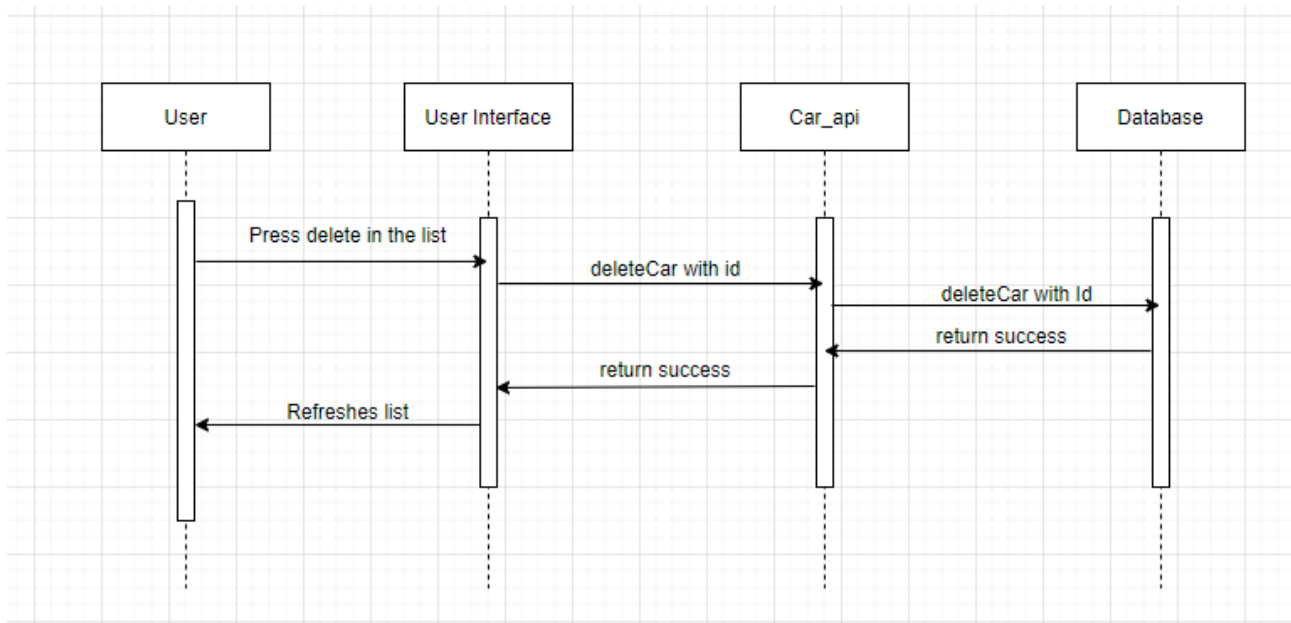 User
User Interface
Car_api
Database
Press delete in the list
deleteCar with id
deleteCar with Id
return success
return success
Refreshes list